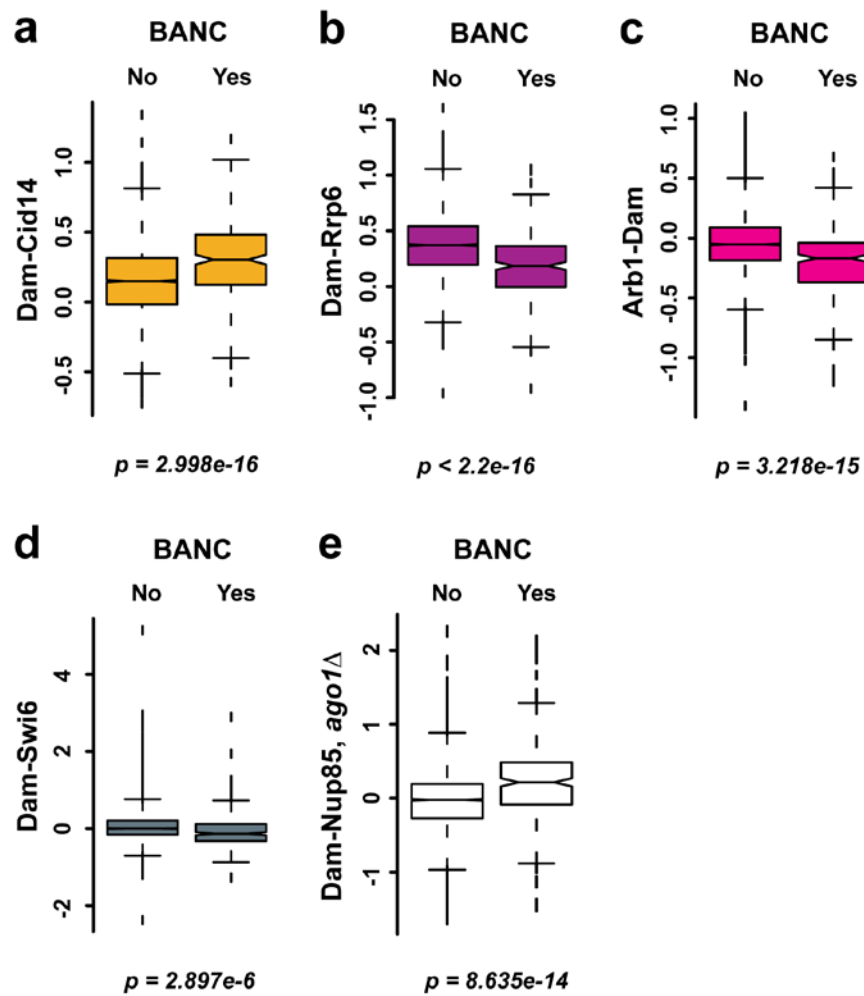 a
BANC
No Yes
Dam-Cid14
1.0
0.5
0.0
-0.5
p = 2.998e-16
b
BANC
No Yes
Dam-Rrp6
1.5
1.0
0.5
0.0
-0.5
-1.0
p < 2.2e-16
c
BANC
No Yes
Arb1-Dam
1.0
0.5
0.0
-0.5
-1.0
p = 3.218e-15
d
BANC
No Yes
Dam-Swi6
4
2
0
-2
p = 2.897e-6
e
BANC
No Yes
Dam-Nup85, ago1Δ
2
1
0
-1
p = 8.635e-14